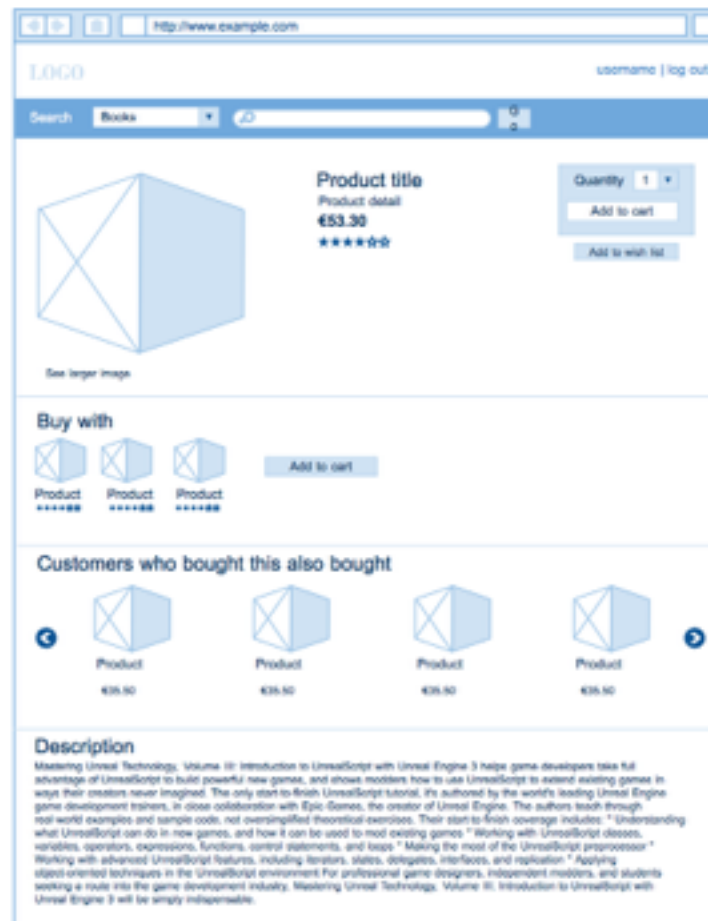 http://www.example.com
LOGO
username | log out
Search
Books
G
o
Product title
Product detail
€53.30
Quantity
1
Add to cart
Add to wish list
See larger image
Buy with
Add to cart
Product
Product
Product
Customers who bought this also bought
Product
Product
Product
Product
€35.50
€35.50
€35.50
€35.50
Description
Mastering Unreal Technology, Volume III: Introduction to UnrealScript with Unreal Engine 3 helps game developers take full
advantage of UnrealScript to build powerful new games, and shows modders how to use UnrealScript to extend existing games in
ways their creators never imagined. The only start-to-finish UnrealScript tutorial, it's authored by the world's leading Unreal Engine
game development trainers, in close collaboration with Epic Games, the creator of Unreal Engine. The authors teach through
real world examples and sample code, not oversimplified theoretical exercises. Their start-to-finish coverage includes: * Understanding
what UnrealScript can do in new games, and how it can be used to mod existing games * Working with UnrealScript classes,
variables, operators, expressions, functions, control statements, and loops * Making the most of the UnrealScript preprocessor *
Working with advanced UnrealScript features, including iterators, states, delegates, interfaces, and replication * Applying
object-oriented techniques in the UnrealScript environment For professional game designers, independent modders, and students
seeking a route into the game development industry, Mastering Unreal Technology, Volume III: Introduction to UnrealScript with
Unreal Engine 3 will be simply indispensable.